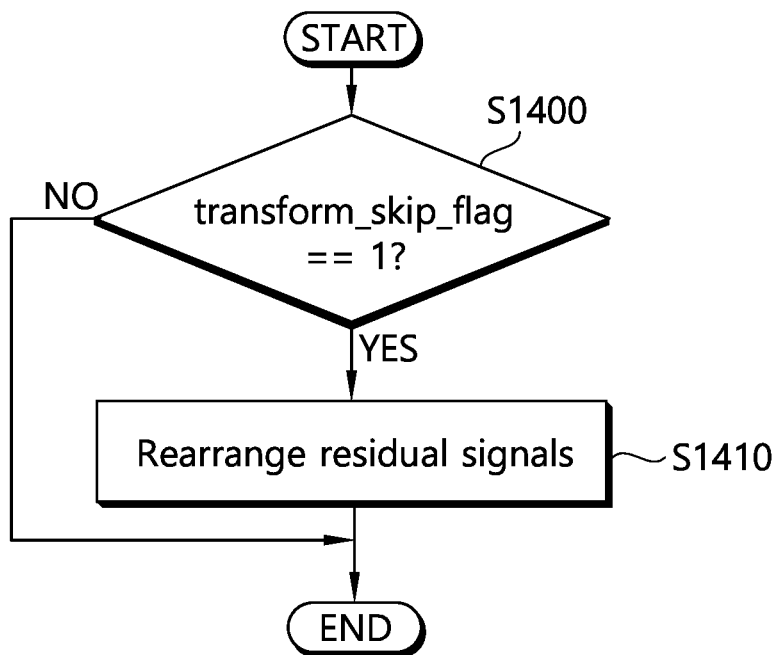 START
S1400
NO
transform_skip_flag
== 1?
YES
Rearrange residual signals
S1410
END